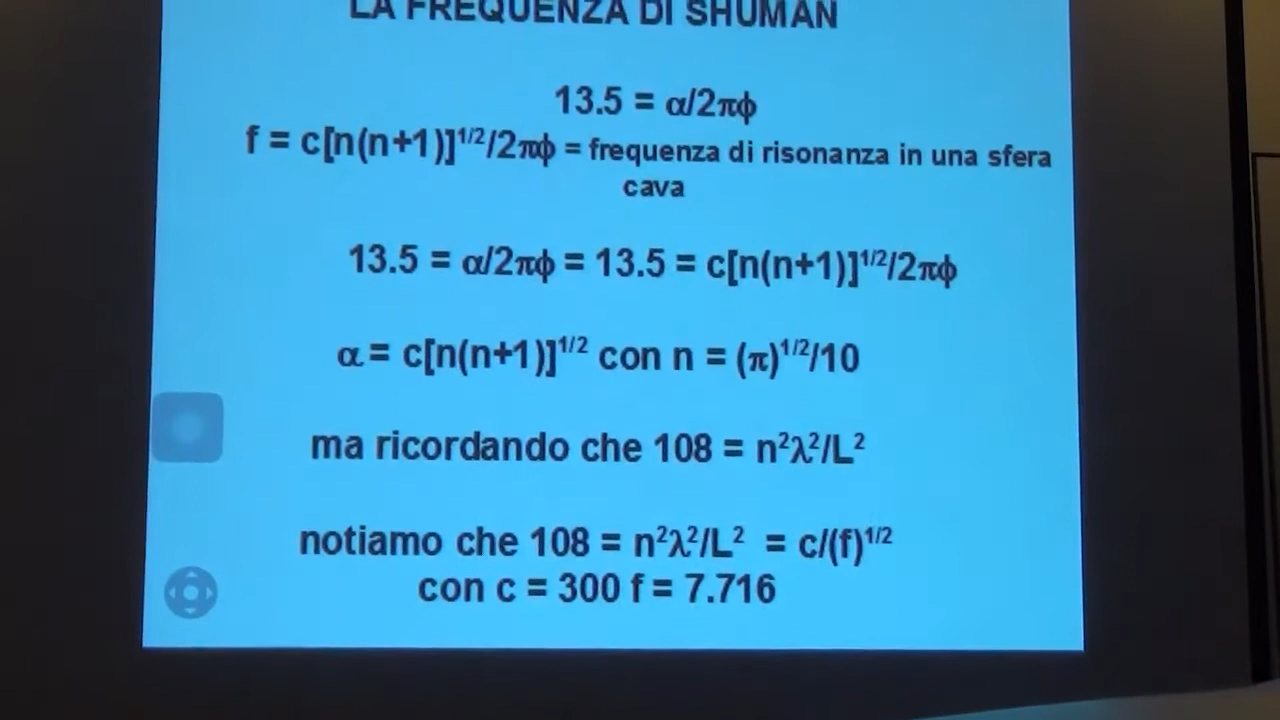 LA FREQUENZA DI SHUMAN
13.5 = α/2πϕ
f = c[n(n+1)]¹/²/2πϕ = frequenza di risonanza in una sfera
cava
13.5 = α/2πϕ = 13.5 = c[n(n+1)]¹/²/2πϕ
α = c[n(n+1)]¹/² con n = (π)¹/²/10
ma ricordando che 108 = n²λ²/L²
notiamo che 108 = n²λ²/L² = c/(f)¹/²
con c = 300 f = 7.716